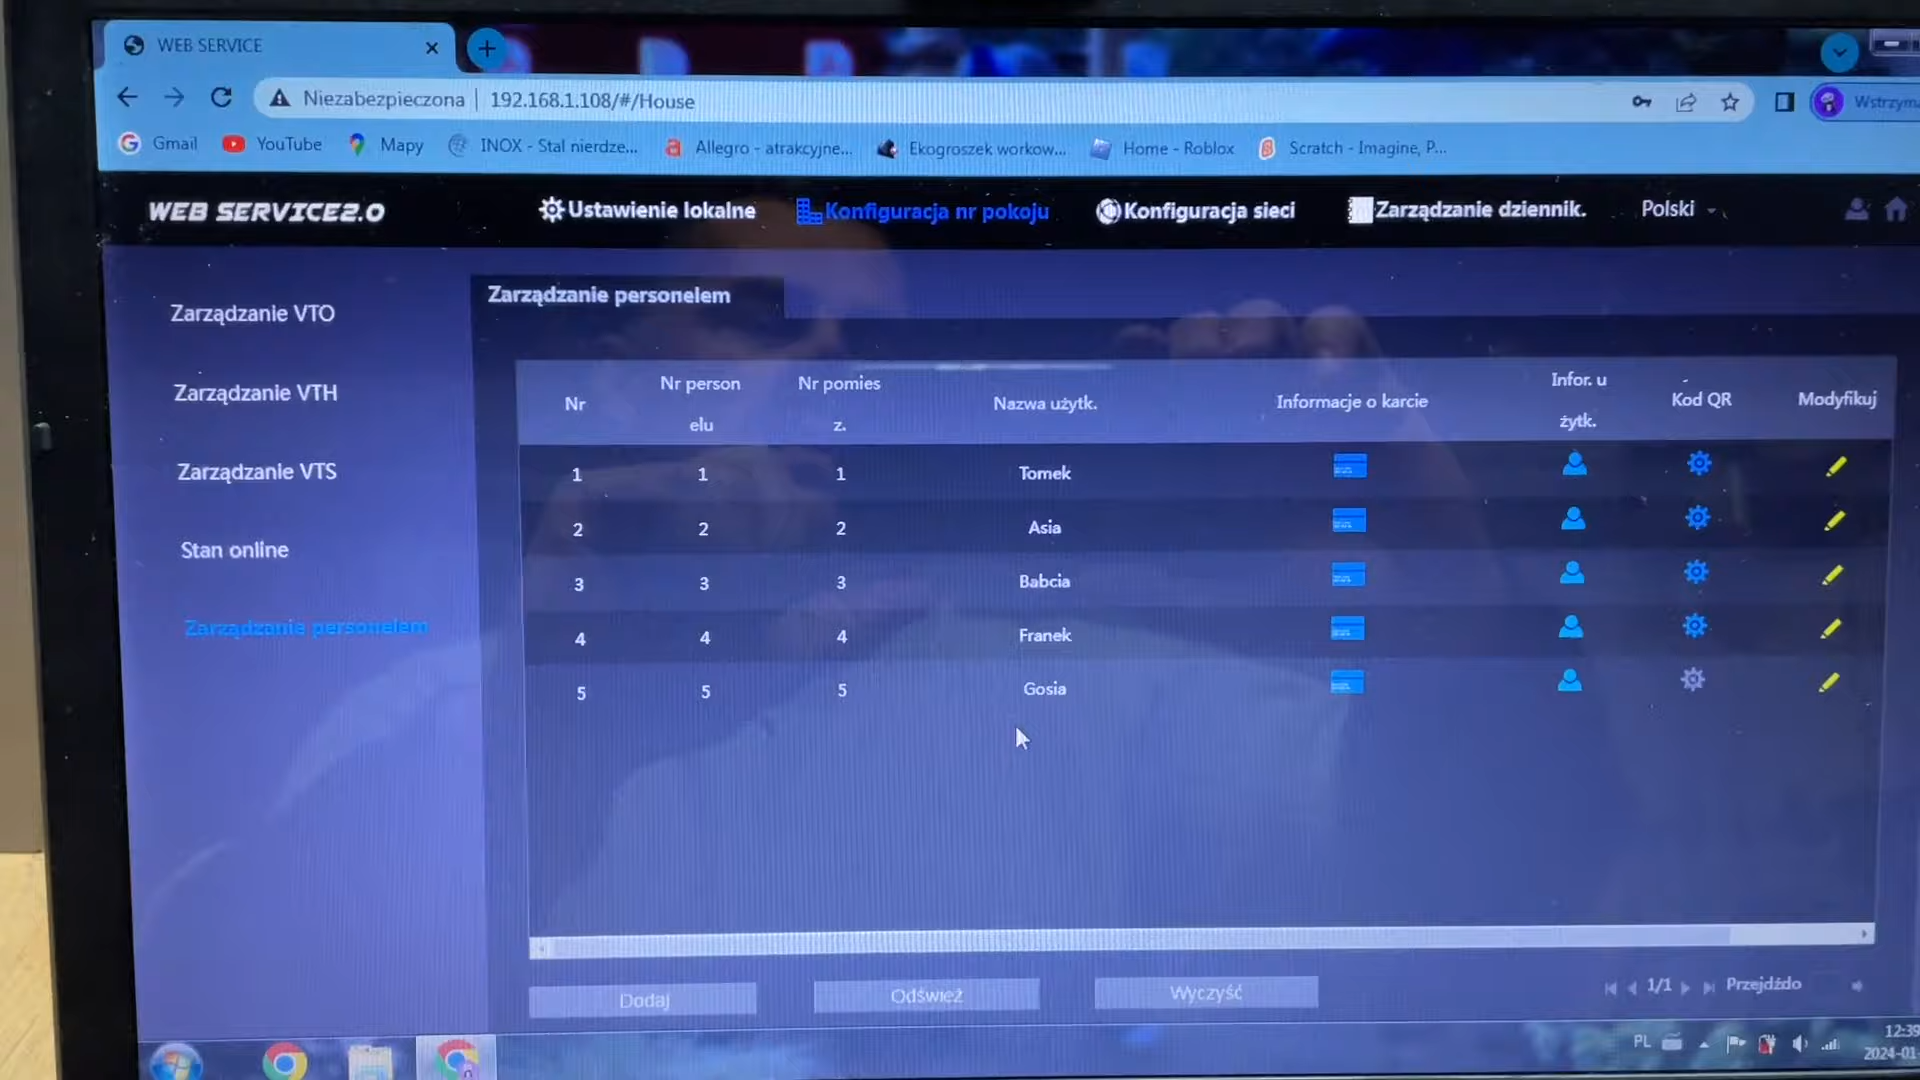 WEB SERVICE
Niezabezpieczona | 192.168.1.108/#/House
Gmail YouTube Mapy INOX - Stal nierdze... Allegro - atrakcyjne... Ekogroszek workow... Home - Roblox Scratch - Imagine, P...
WEB SERVICE2.0 Ustawienie lokalne Konfiguracja nr pokoju Konfiguracja sieci Zarządzanie dziennik. Polski
Zarządzanie VTO
Zarządzanie VTH
Zarządzanie VTS
Stan online
Zarządzanie personelem
Zarządzanie personelem
Nr Nr person Nr pomies Nazwa użytk. Informacje o karcie Infor. u Kod QR Modyfikuj
elu z. żytk.
1 1 1 Tomek
2 2 2 Asia
3 3 3 Babcia
4 4 4 Franek
5 5 5 Gosia
Dodaj Odśwież Wyczyść 1/1 Przejdźdo
PL 12:39